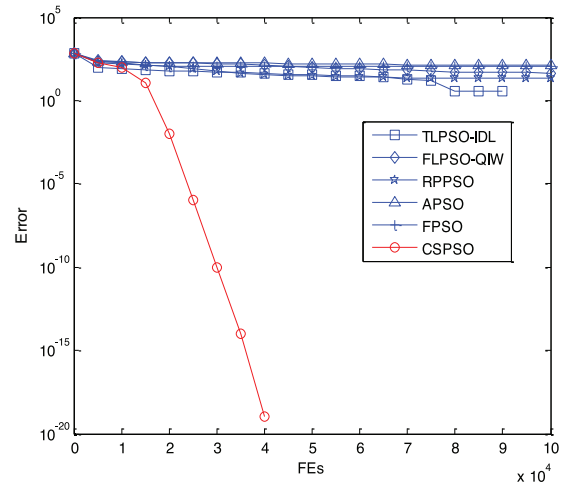 10^5
10^0
10^-5
10^-10
10^-15
10^-20
Error
TLPSO-IDL
FLPSO-QIW
RPPSO
APSO
FPSO
CSPSO
0 1 2 3 4 5 6 7 8 9 10
FEs
x 10^4